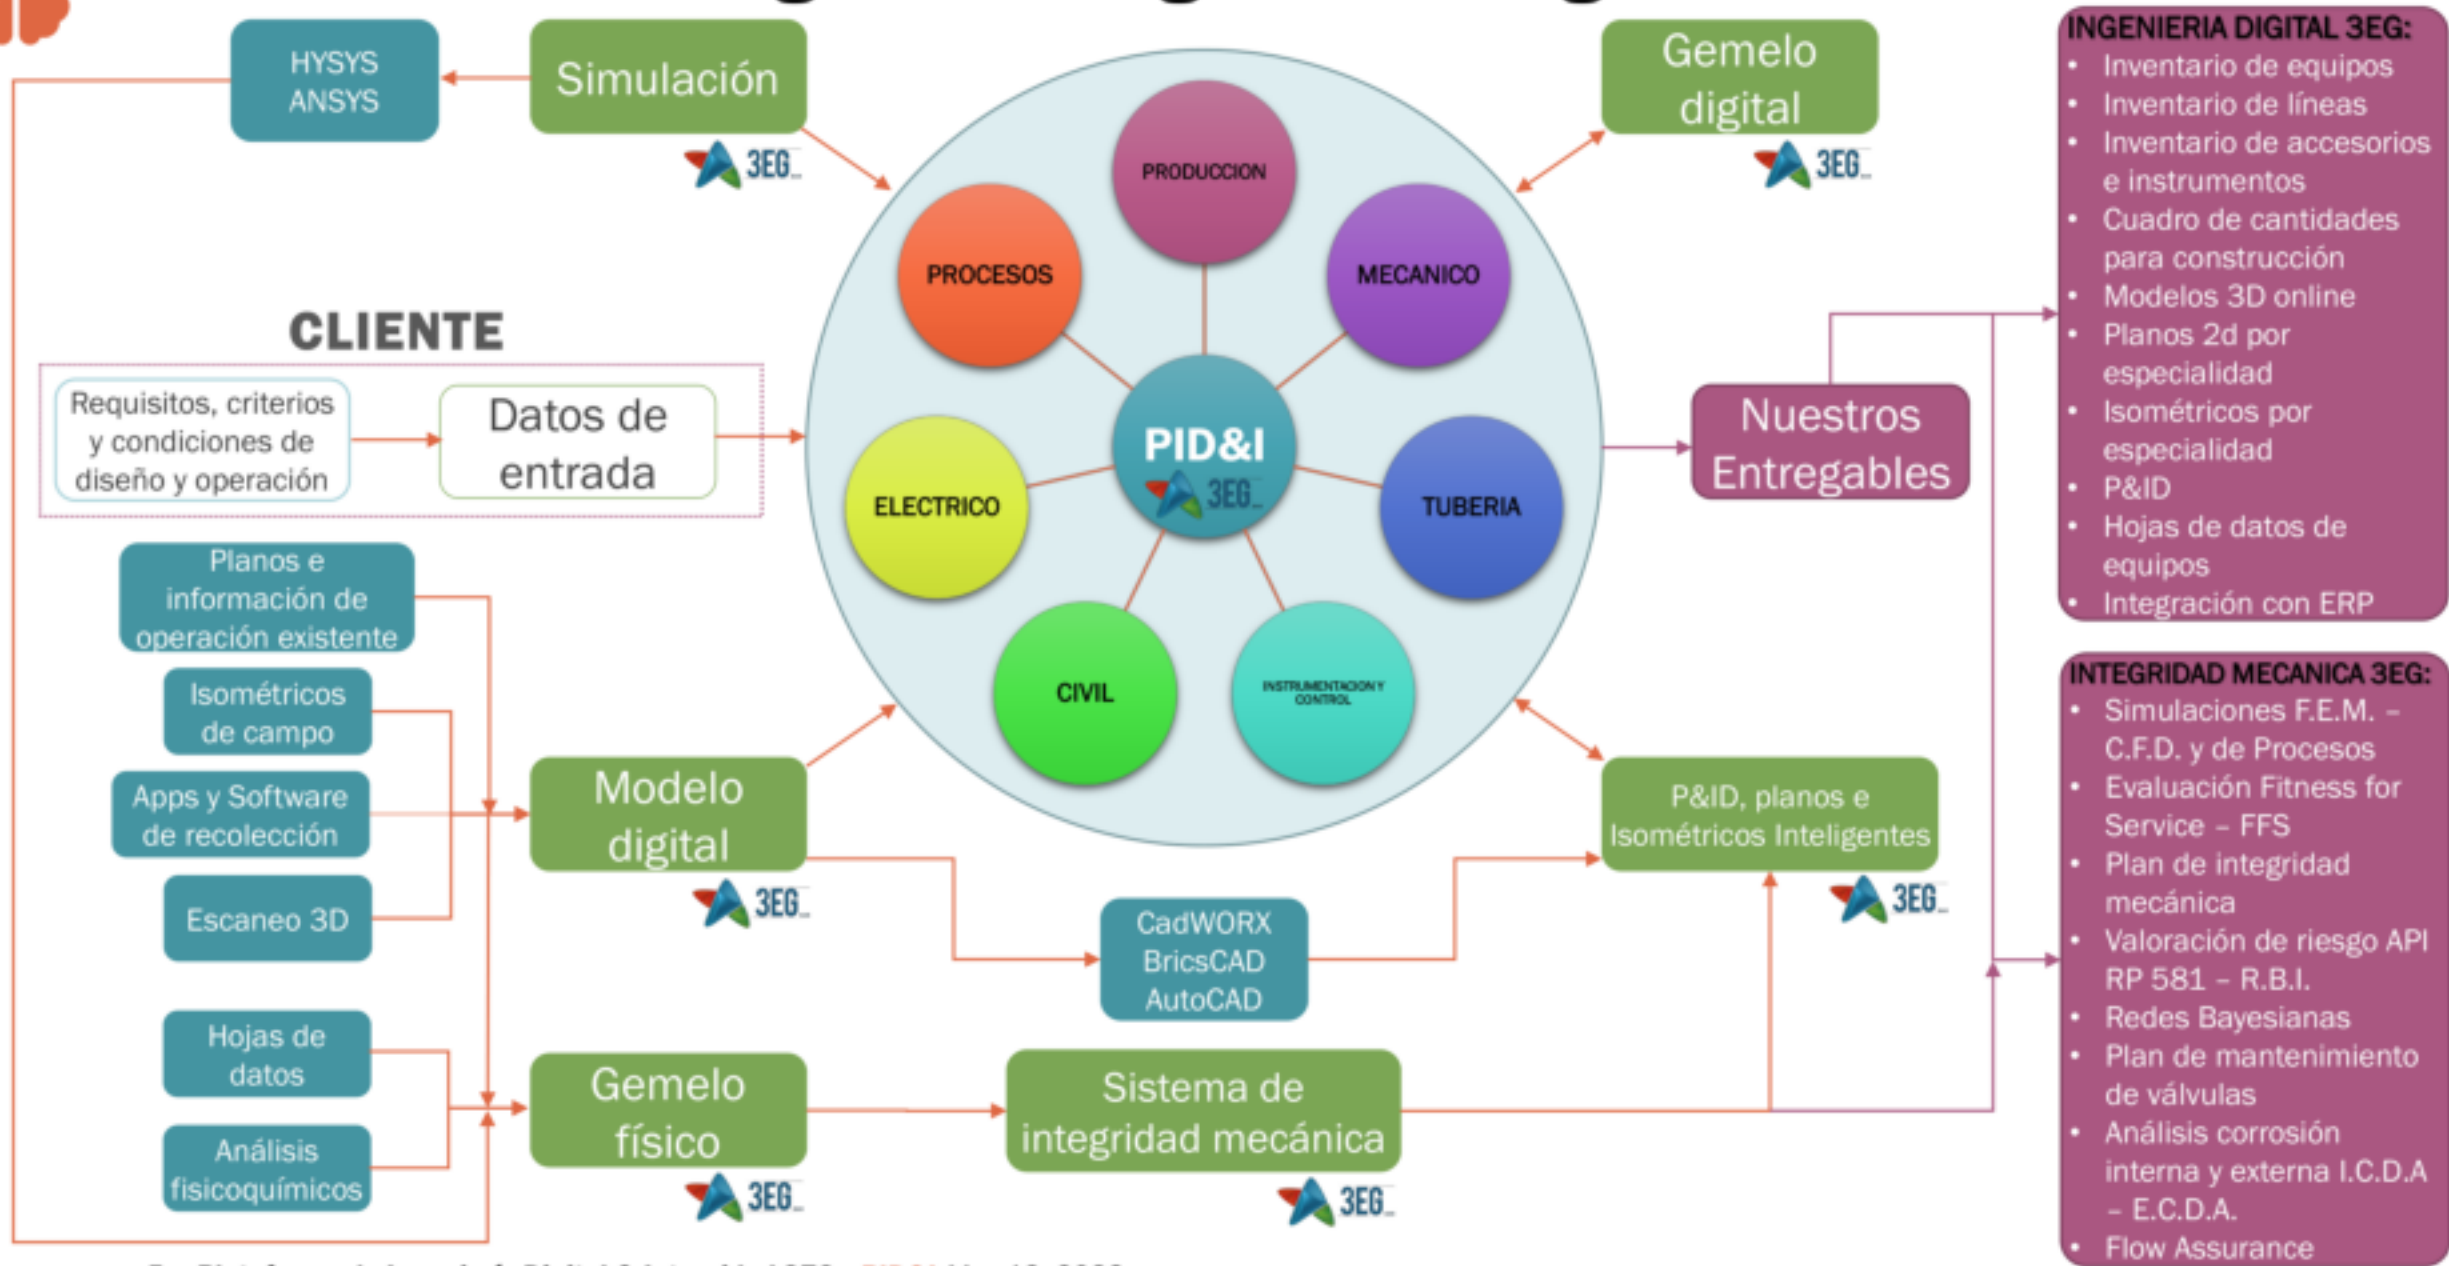 HYSYS
ANSYS
Simulación
3EG
Gemelo
digital
3EG
PRODUCCION
PROCESOS
MECANICO
PID&I
3EG
ELECTRICO
TUBERIA
CIVIL
INSTRUMENTACION Y
CONTROL
CLIENTE
Requisitos, criterios
y condiciones de
diseño y operación
Datos de
entrada
Nuestros
Entregables
Planos e
información de
operación existente
Isométricos
de campo
Apps y Software
de recolección
Escaneo 3D
Modelo
digital
3EG
CadWORX
BricsCAD
AutoCAD
P&ID, planos e
Isométricos Inteligentes
3EG
Hojas de
datos
Análisis
fisicoquímicos
Gemelo
físico
3EG
Sistema de
integridad mecánica
3EG
INGENIERIA DIGITAL 3EG:
• Inventario de equipos
• Inventario de líneas
• Inventario de accesorios
e instrumentos
• Cuadro de cantidades
para construcción
• Modelos 3D online
• Planos 2d por
especialidad
• Isométricos por
especialidad
• P&ID
• Hojas de datos de
equipos
• Integración con ERP
INTEGRIDAD MECANICA 3EG:
• Simulaciones F.E.M. –
C.F.D. y de Procesos
• Evaluación Fitness for
Service – FFS
• Plan de integridad
mecánica
• Valoración de riesgo API
RP 581 – R.B.I.
• Redes Bayesianas
• Plan de mantenimiento
de válvulas
• Análisis corrosión
interna y externa I.C.D.A
– E.C.D.A.
• Flow Assurance